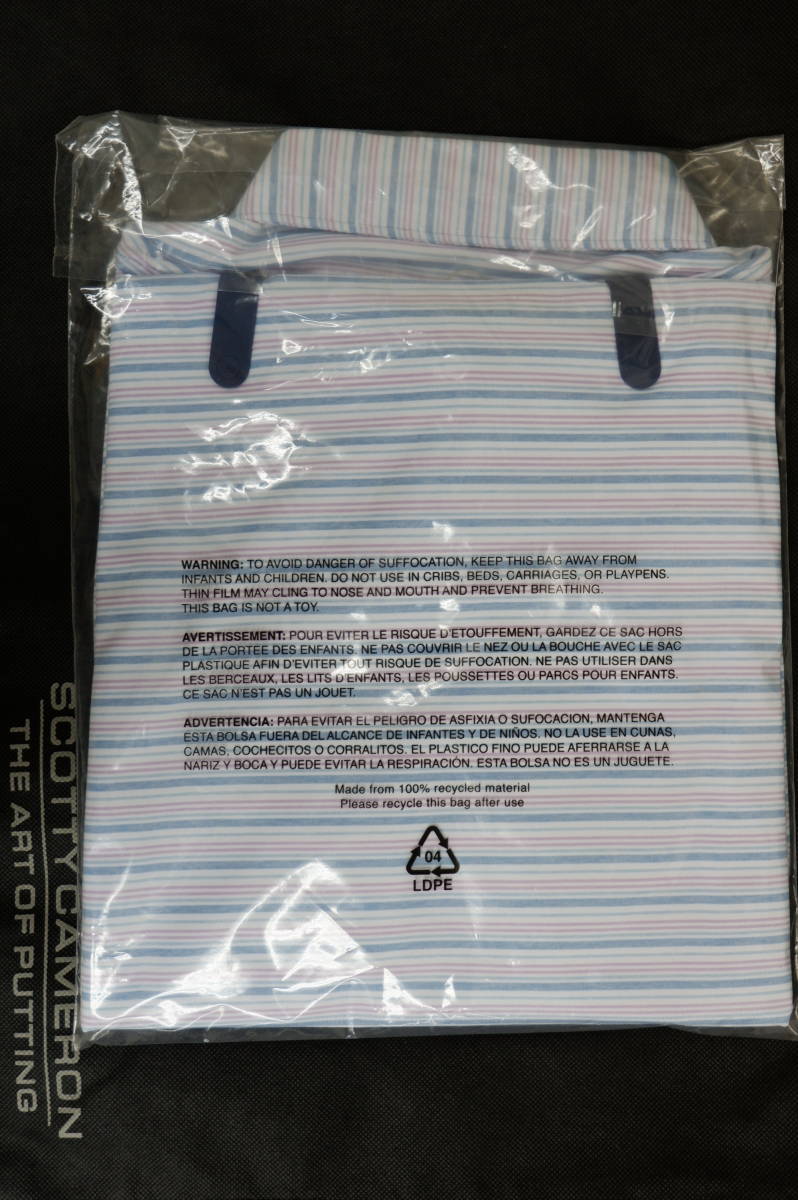 WARNING: TO AVOID DANGER OF SUFFOCATION, KEEP THIS BAG AWAY FROM
INFANTS AND CHILDREN. DO NOT USE IN CRIBS, BEDS, CARRIAGES, OR PLAYPENS.
THIN FILM MAY CLING TO NOSE AND MOUTH AND PREVENT BREATHING.
THIS BAG IS NOT A TOY.
AVERTISSEMENT: POUR EVITER LE RISQUE D'ETOUFFEMENT, GARDEZ CE SAC HORS
DE LA PORTEE DES ENFANTS. NE PAS COUVRIR LE NEZ OU LA BOUCHE AVEC LE SAC
PLASTIQUE AFIN D'EVITER TOUT RISQUE DE SUFFOCATION. NE PAS UTILISER DANS
LES BERCEAUX, LES LITS D'ENFANTS, LES POUSSETTES OU PARCS POUR ENFANTS.
CE SAC N'EST PAS UN JOUET.
ADVERTENCIA: PARA EVITAR EL PELIGRO DE ASFIXIA O SUFOCACION, MANTENGA
ESTA BOLSA FUERA DEL ALCANCE DE INFANTES Y DE NIÑOS. NO LA USE EN CUNAS,
CAMAS, COCHECITOS O CORRALITOS. EL PLASTICO FINO PUEDE AFERRARSE A LA
NARIZ Y BOCA Y PUEDE EVITAR LA RESPIRACIÓN. ESTA BOLSA NO ES UN JUGUETE.
Made from 100% recycled material
Please recycle this bag after use
04
LDPE
SCOTTY CAMERON
THE ART OF PUTTING